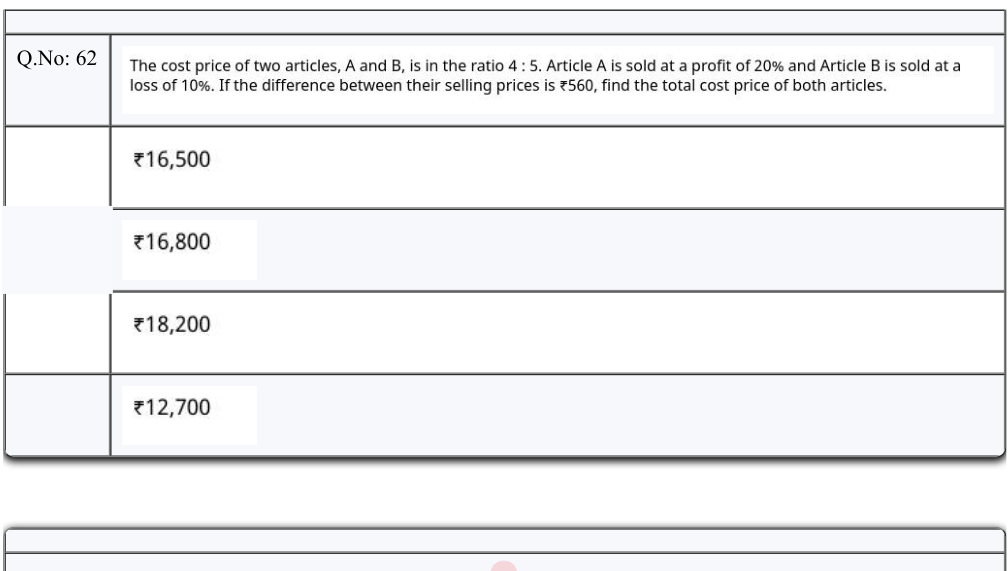 Q.No: 62
The cost price of two articles, A and B, is in the ratio 4 : 5. Article A is sold at a profit of 20% and Article B is sold at a
loss of 10%. If the difference between their selling prices is ₹560, find the total cost price of both articles.
₹16,500
₹16,800
₹18,200
₹12,700